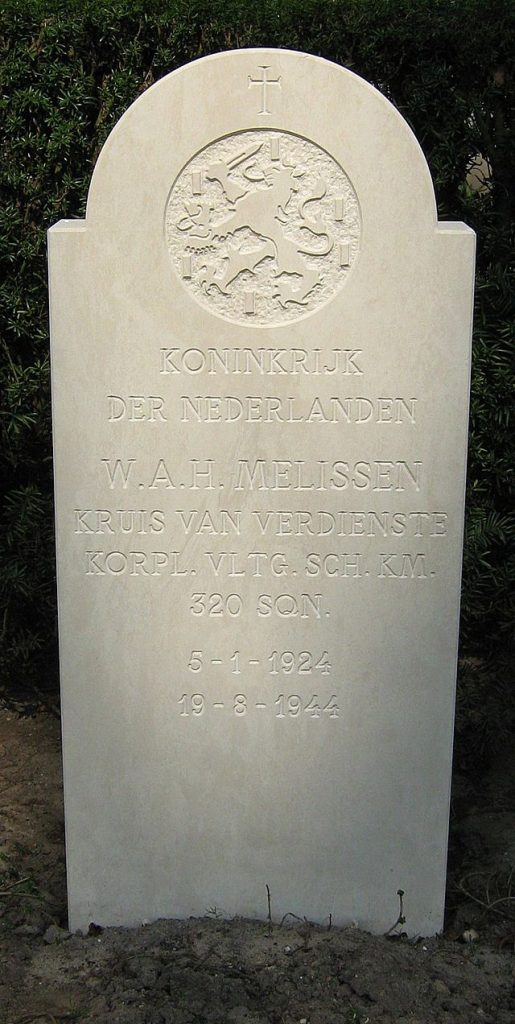 KONINKRIJK
DER NEDERLANDEN
W.A.H. MELISSEN
KRUIS VAN VERDIENSTE
KORPL. VLTG. SCH. KM.
320 SQN.
5-1-1924
19-8-1944